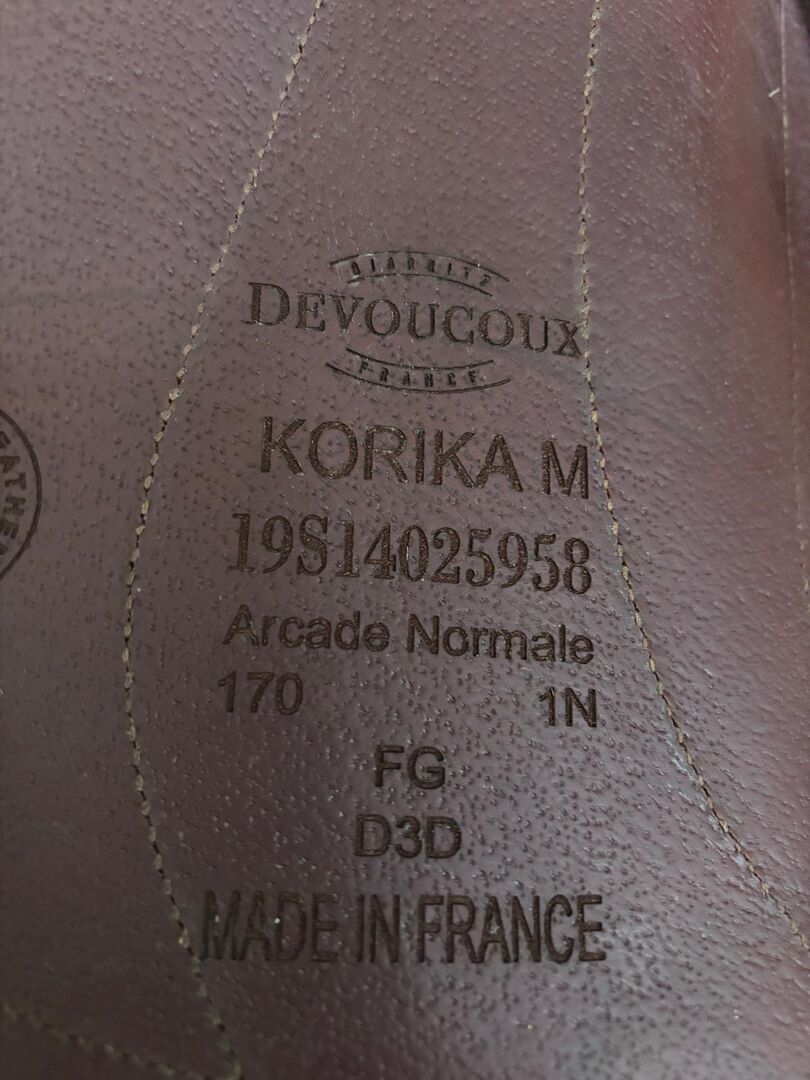 BIARRITZ
DEVOUCOUX
FRANCE
KORIKA M
19S14025958
Arcade Normale
170 1N
FG
D3D
MADE IN FRANCE